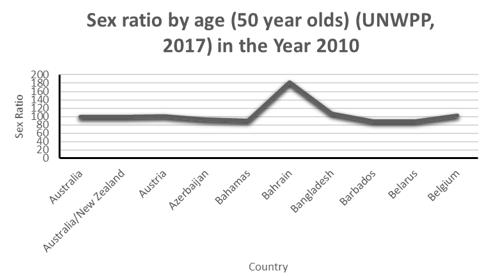 Sex ratio by age (50 year olds) (UNWPP,
2017) in the Year 2010
200
180
160
140
120
100
80
60
40
20
0
Sex Ratio
Australia
Australia/New Zealand
Austria
Azerbaijan
Bahamas
Bahrain
Bangladesh
Barbados
Belarus
Belgium
Country